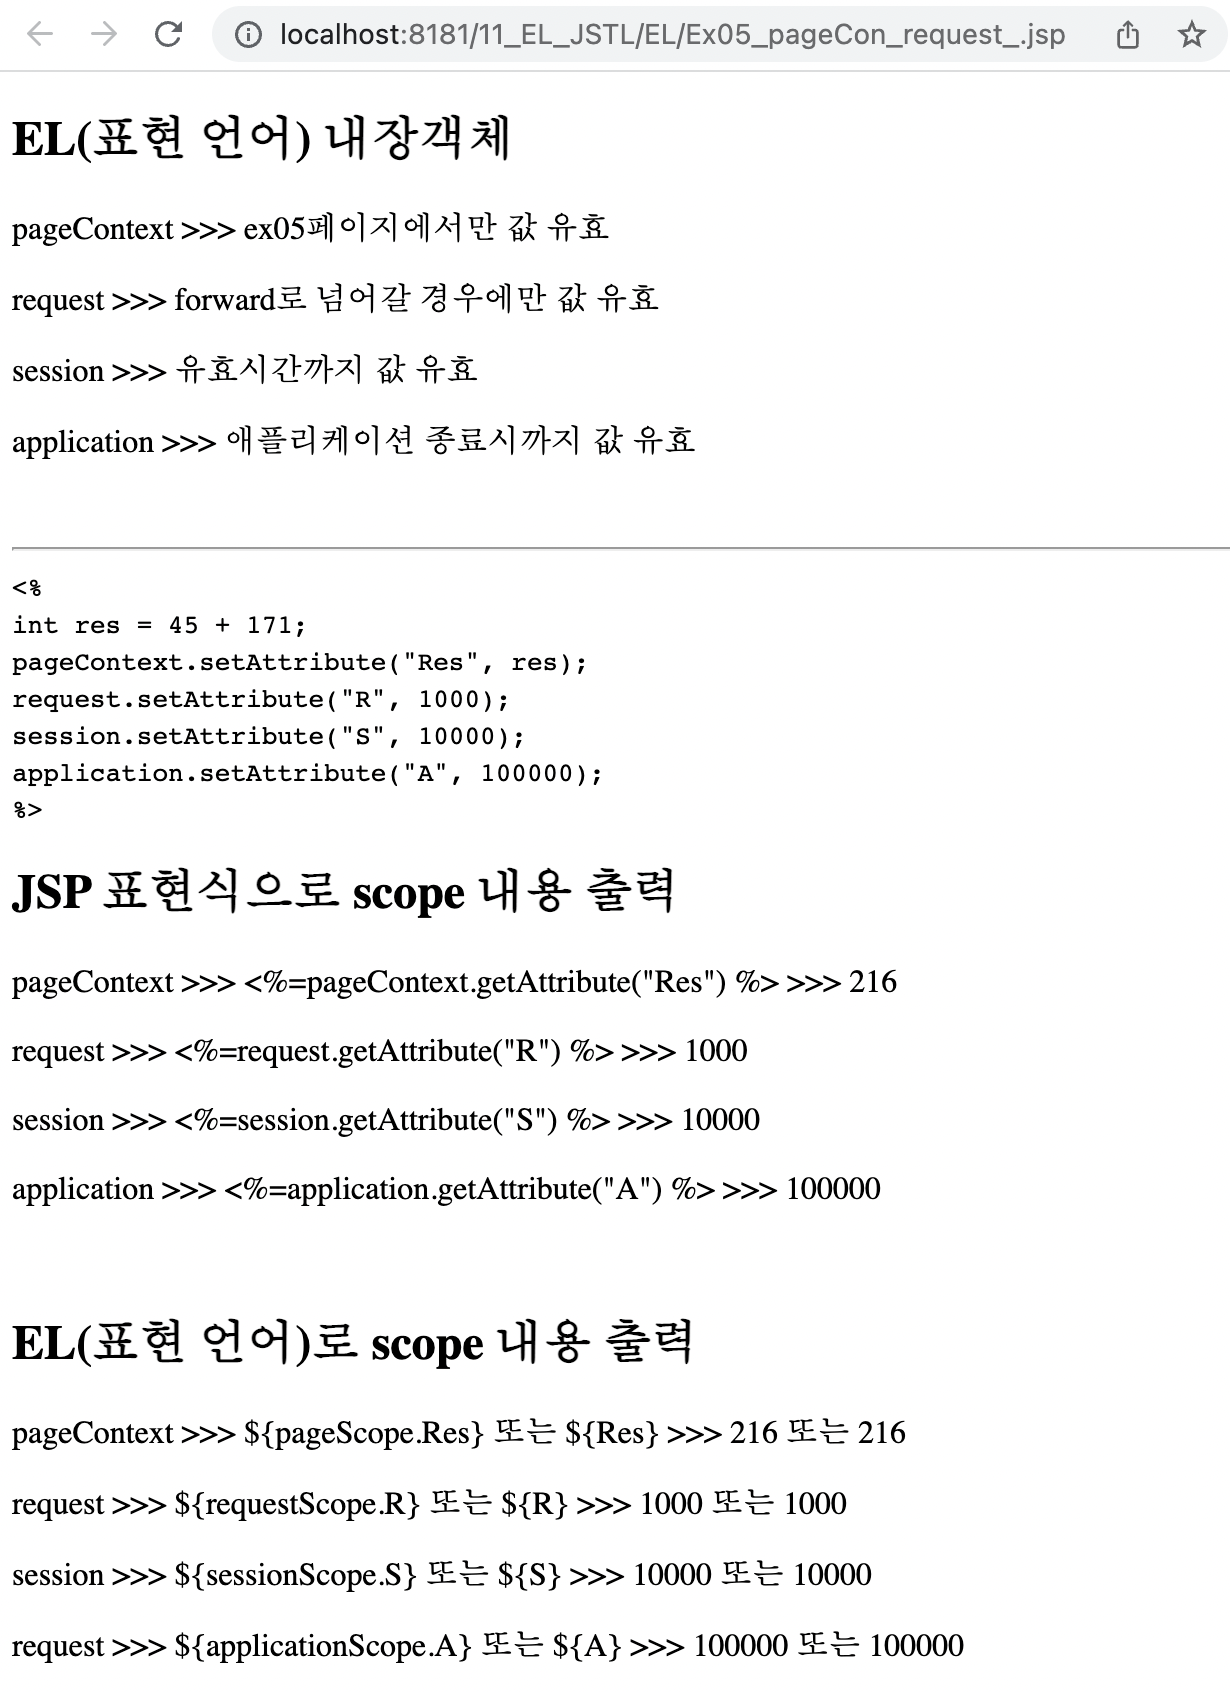 localhost:8181/11_EL_JSTL/EL/Ex05_pageCon_request_.jsp
EL(표현 언어) 내장객체
pageContext >>> ex05페이지에서만 값 유효
request >>> forward로 넘어갈 경우에만 값 유효
session >>> 유효시간까지 값 유효
application >>> 애플리케이션 종료시까지 값 유효
<%
int res = 45 + 171;
pageContext.setAttribute("Res", res);
request.setAttribute("R", 1000);
session.setAttribute("S", 10000);
application.setAttribute("A", 100000);
%>
JSP 표현식으로 scope 내용 출력
pageContext >>> <%=pageContext.getAttribute("Res") %> >>> 216
request >>> <%=request.getAttribute("R") %> >>> 1000
session >>> <%=session.getAttribute("S") %> >>> 10000
application >>> <%=application.getAttribute("A") %> >>> 100000
EL(표현 언어)로 scope 내용 출력
pageContext >>> ${pageScope.Res} 또는 ${Res} >>> 216 또는 216
request >>> ${requestScope.R} 또는 ${R} >>> 1000 또는 1000
session >>> ${sessionScope.S} 또는 ${S} >>> 10000 또는 10000
request >>> ${applicationScope.A} 또는 ${A} >>> 100000 또는 100000